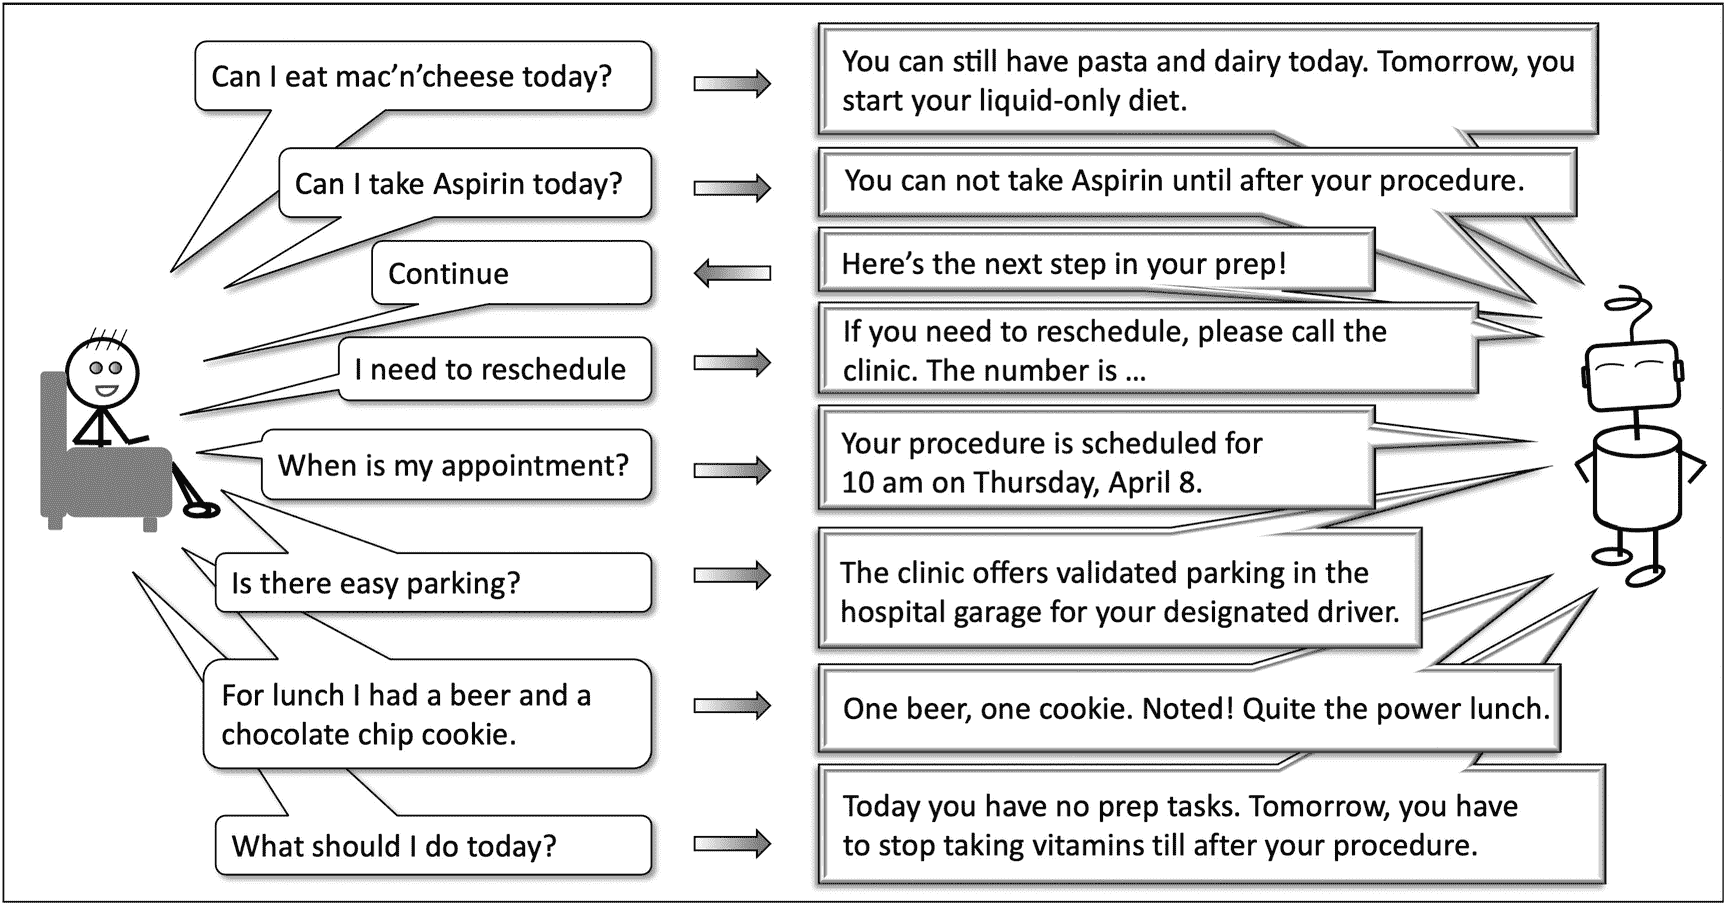 Can I eat mac’n’cheese today?
You can still have pasta and dairy today. Tomorrow, you
start your liquid-only diet.
Can I take Aspirin today?
You can not take Aspirin until after your procedure.
Continue
Here’s the next step in your prep!
I need to reschedule
If you need to reschedule, please call the
clinic. The number is ...
When is my appointment?
Your procedure is scheduled for
10 am on Thursday, April 8.
Is there easy parking?
The clinic offers validated parking in the
hospital garage for your designated driver.
For lunch I had a beer and a
chocolate chip cookie.
One beer, one cookie. Noted! Quite the power lunch.
What should I do today?
Today you have no prep tasks. Tomorrow, you have
to stop taking vitamins till after your procedure.